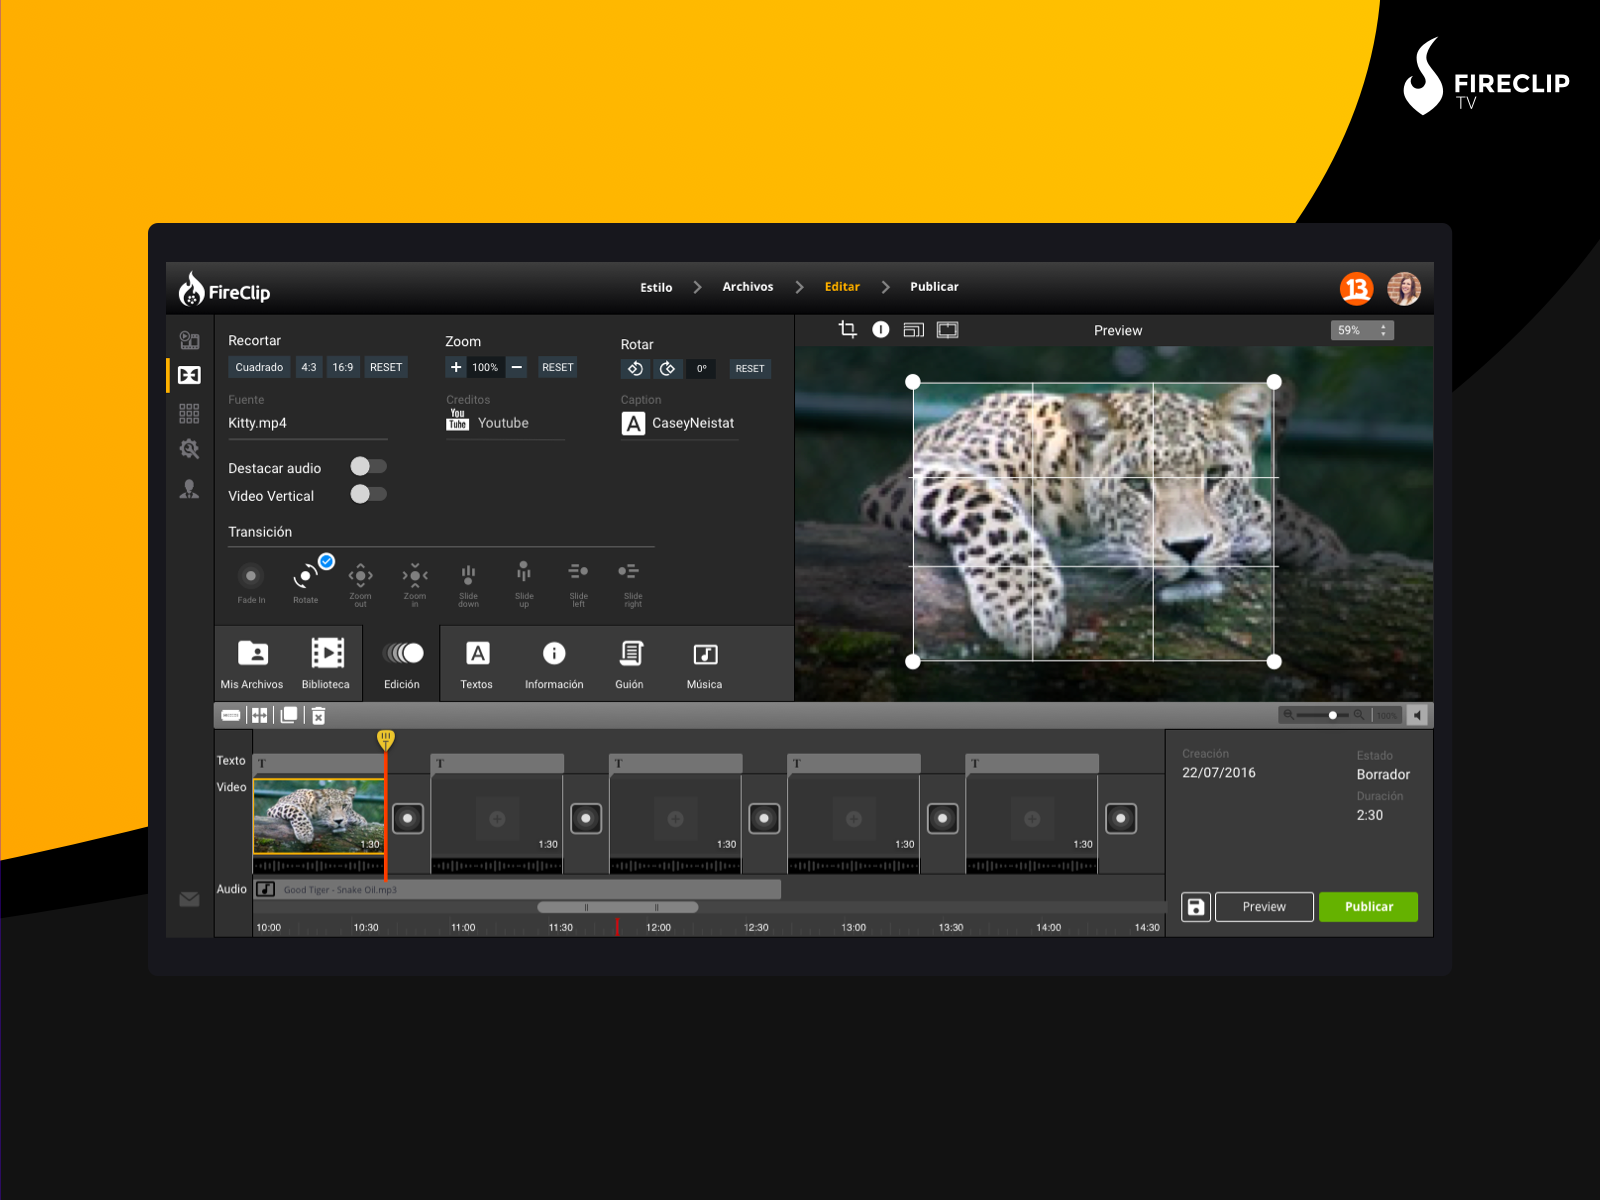 FIRECLIP
TV
FireClip
Estilo
Archivos
Editar
Publicar
13
Recortar
Cuadrado
4:3
16:9
RESET
Zoom
100%
RESET
Rotar
0º
RESET
Preview
59%
Fuente
Kitty.mp4
Creditos
You
Tube
Youtube
Caption
A
CaseyNeistat
Destacar audio
Video Vertical
Transición
Fade In
Rotate
Zoom
out
Zoom
in
Slide
down
Slide
up
Slide
left
Slide
right
Mis Archivos
Biblioteca
Edición
A
Textos
Información
Guión
Música
100%
Texto
T
T
T
T
T
Video
1:30
1:30
1:30
1:30
1:30
Audio
Good Tiger - Snake Oil.mp3
10:00
10:30
11:00
11:30
12:00
12:30
13:00
13:30
14:00
14:30
Creación
22/07/2016
Estado
Borrador
Duración
2:30
Preview
Publicar